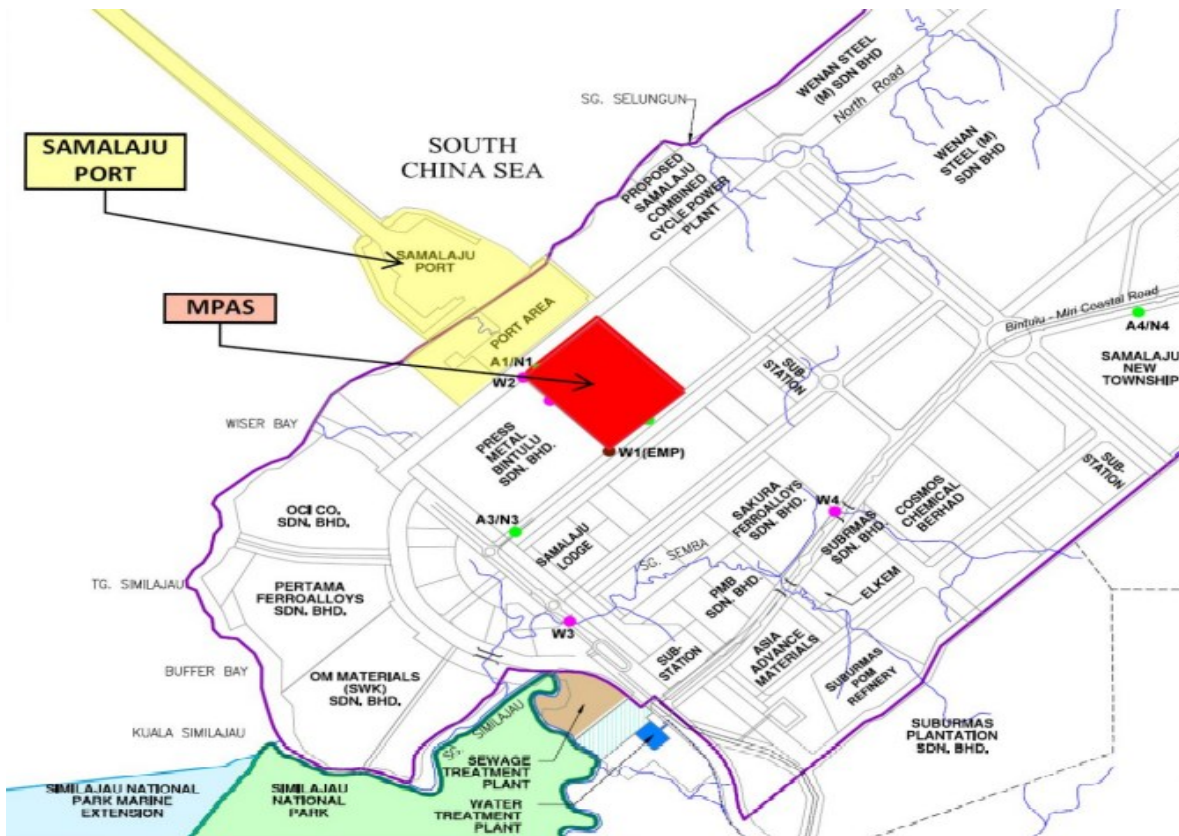 WENAN STEEL
(M) SDN BHD
North Road
SG. SELUNGUN
SAMALAJU
PORT
SOUTH
CHINA SEA
PROPOSED
SAMALAJU
COMBINED
CYCLE POWER
PLANT
WENAN
STEEL (M)
SDN BHD
SAMALAJU
PORT
MPAS
PORT AREA
Bintulu - Miri Coastal Road
A4/N4
SAMALAJU
NEW
TOWNSHIP
A1/N1
W2
SUB-
STATION
WISER BAY
PRESS
METAL
BINTULU
SDN. BHD.
W1(EMP)
SUB-
STATION
OCI CO.
SDN. BHD.
A3/N3
SAMALAJU
LODGE
SAKURA
FERROALLOYS
SDN. BHD.
W4
SUBRMAS
SDN. BHD.
COSMOS
CHEMICAL
BERHAD
SG. SEMBA
TG. SIMILAJAU
PERTAMA
FERROALLOYS
SDN. BHD.
PMB
SDN. BHD.
ELKEM
W3
SUB-
STATION
ASIA
ADVANCE
MATERIALS
SUBURMAS
POM
REFINERY
BUFFER BAY
OM MATERIALS
(SWK)
SDN. BHD.
KUALA SIMILAJAU
SG. SIMILAJAU
SUBURMAS
PLANTATION
SDN. BHD.
SEWAGE
TREATMENT
PLANT
SIMILAJAU NATIONAL
PARK MARINE
EXTENSION
SIMILAJAU
NATIONAL
PARK
WATER
TREATMENT
PLANT